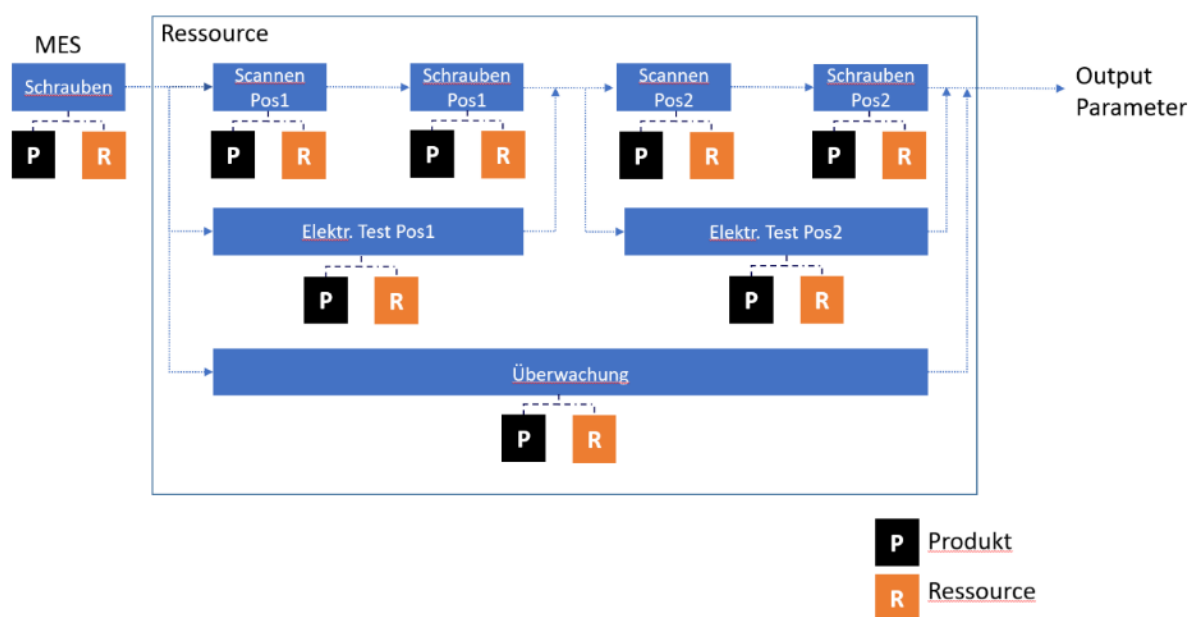 MES
Ressource
Schrauben
Scannen
Pos1
Schrauben
Pos1
Scannen
Pos2
Schrauben
Pos2
Output
Parameter
P R
P R
P R
P R
P R
Elektr. Test Pos1
Elektr. Test Pos2
P R
P R
Überwachung
P R
P Produkt
R Ressource